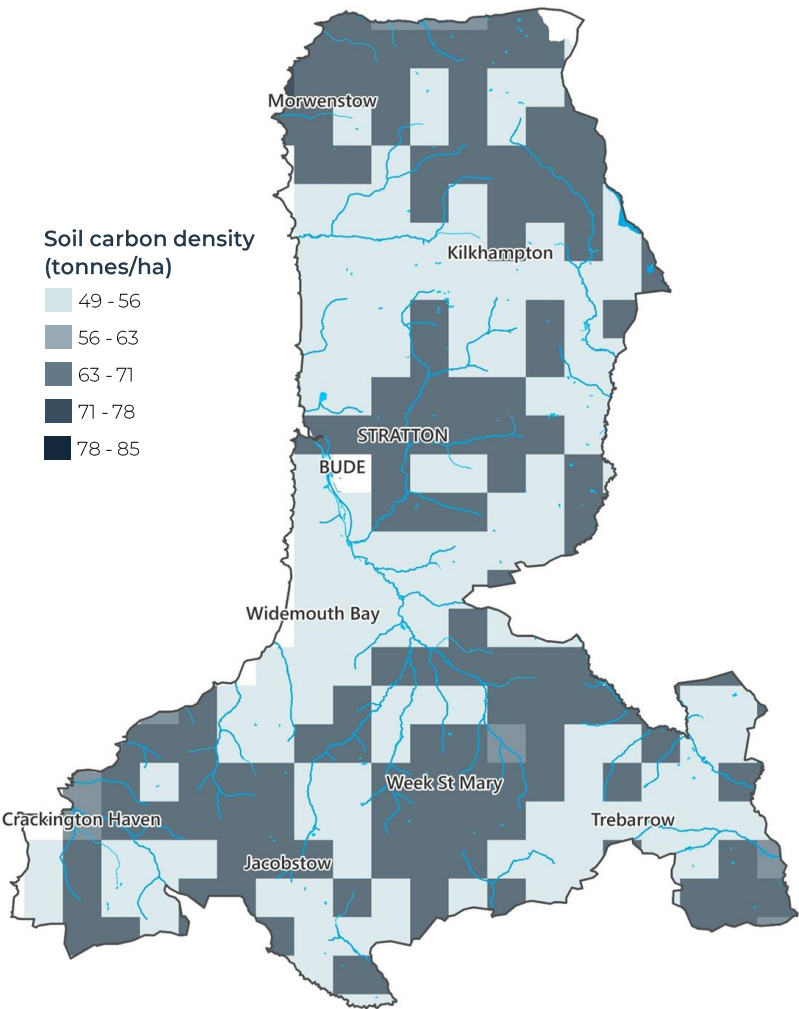 Morwenstow
Soil carbon density
(tonnes/ha)
49 - 56
56 - 63
63 - 71
71 - 78
78 - 85
Kilkhampton
STRATTON
BUDE
Widemouth Bay
Week St Mary
Crackington Haven
Trebarrow
Jacobstow